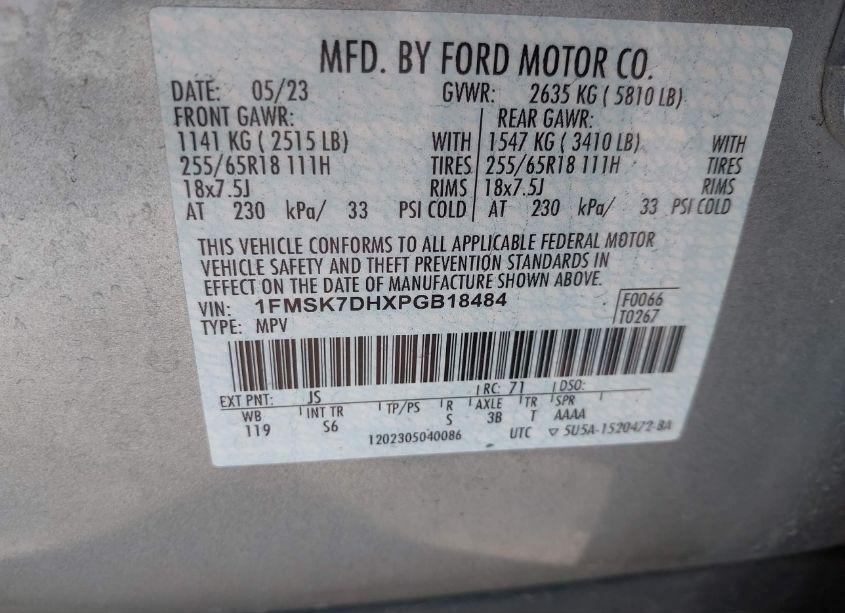 MFD. BY FORD MOTOR CO.
DATE: 05/23 GVWR: 2635 KG ( 5810 LB)
FRONT GAWR: REAR GAWR:
1141 KG ( 2515 LB) WITH 1547 KG ( 3410 LB) WITH
255/65R18 111H TIRES 255/65R18 111H TIRES
18x7.5J RIMS 18x7.5J RIMS
AT 230 kPa/ 33 PSI COLD AT 230 kPa/ 33 PSI COLD
THIS VEHICLE CONFORMS TO ALL APPLICABLE FEDERAL MOTOR
VEHICLE SAFETY AND THEFT PREVENTION STANDARDS IN
EFFECT ON THE DATE OF MANUFACTURE SHOWN ABOVE.
VIN: 1FMSK7DHXPGB18484 F0066
TYPE: MPV T0267
EXT PNT: JS RC: 71 DSO:
WB INT TR TP/PS R AXLE TR SPR
119 S6 S 3B T AAAA
1202305040086 UTC ▽ 5U5A-1520472-BA